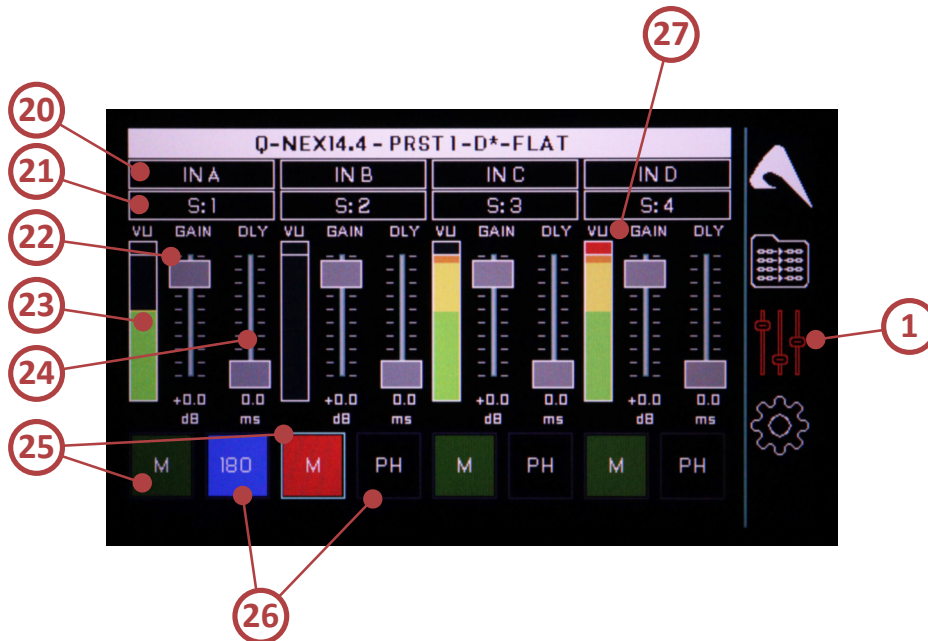 27
20
Q-NEX14.4 - PRST1-D*-FLAT
21
IN A IN B IN C IN D
S:1 S:2 S:3 S:4
22
VU GAIN DLY VU GAIN DLY VU GAIN DLY VU GAIN DLY
23
1
24
+0.0 0.0 +0.0 0.0 +0.0 0.0 +0.0 0.0
dB ms dB ms dB ms dB ms
25
M 180 M PH M PH M PH
26